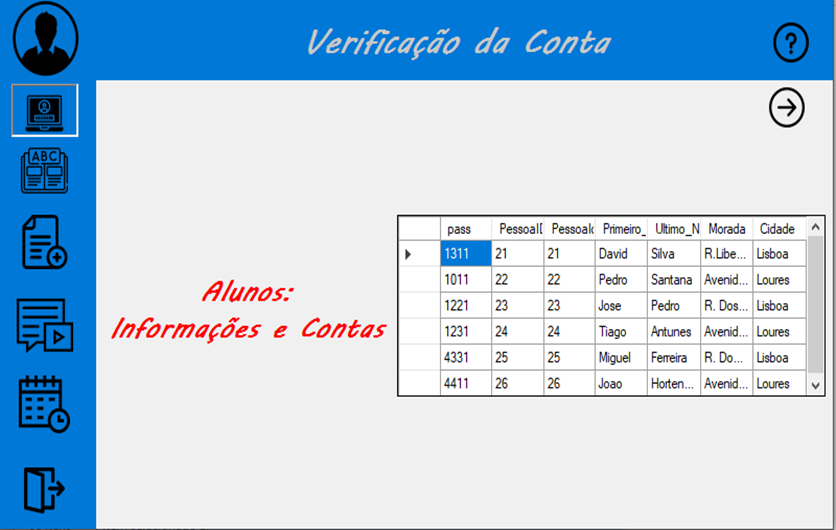 Verificação da Conta
?
ABC
pass PessoalD Pessoalc Primeiro_ Ultimo_N Morada Cidade
1311 21 21 David Silva R.Libe... Lisboa
1011 22 22 Pedro Santana Avenid... Loures
1221 23 23 Jose Pedro R. Dos... Lisboa
1231 24 24 Tiago Antunes Avenid... Loures
4331 25 25 Miguel Ferreira R. Do... Lisboa
4411 26 26 Joao Horten... Avenid... Loures
Alunos:
Informações e Contas